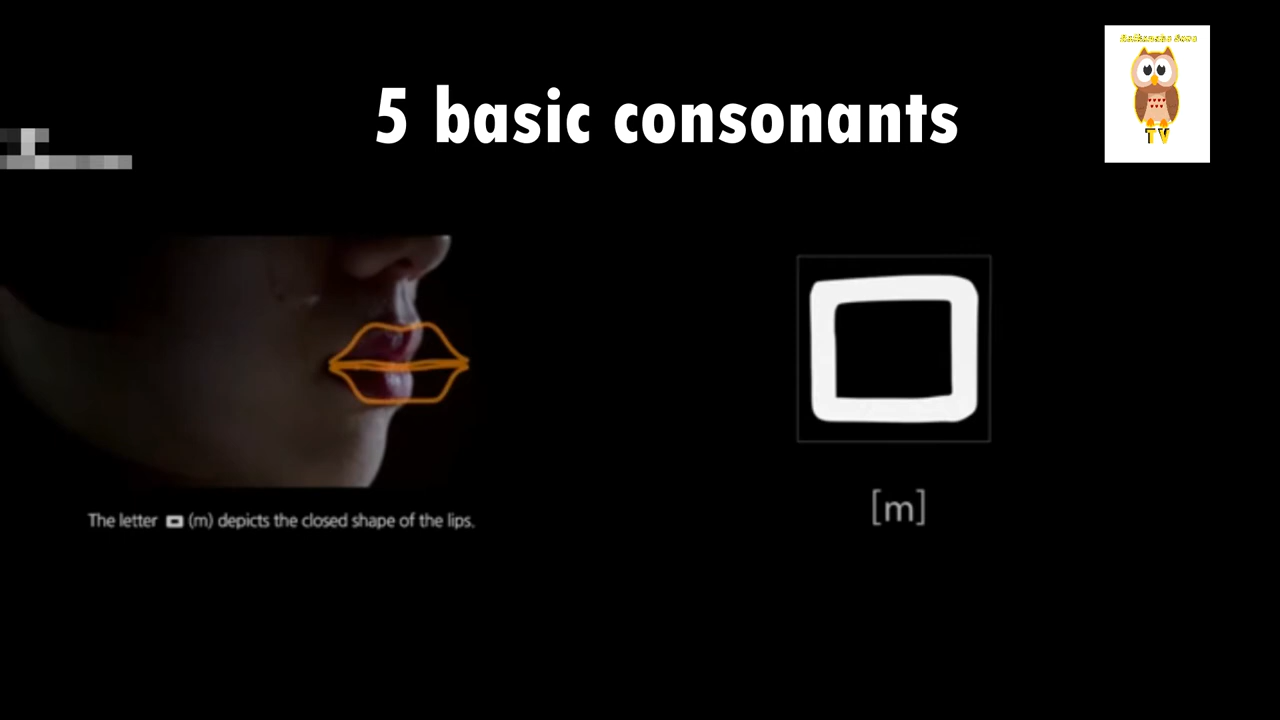 5 basic consonants
TV
The letter ㅁ (m) depicts the closed shape of the lips.
ㅁ
[m]